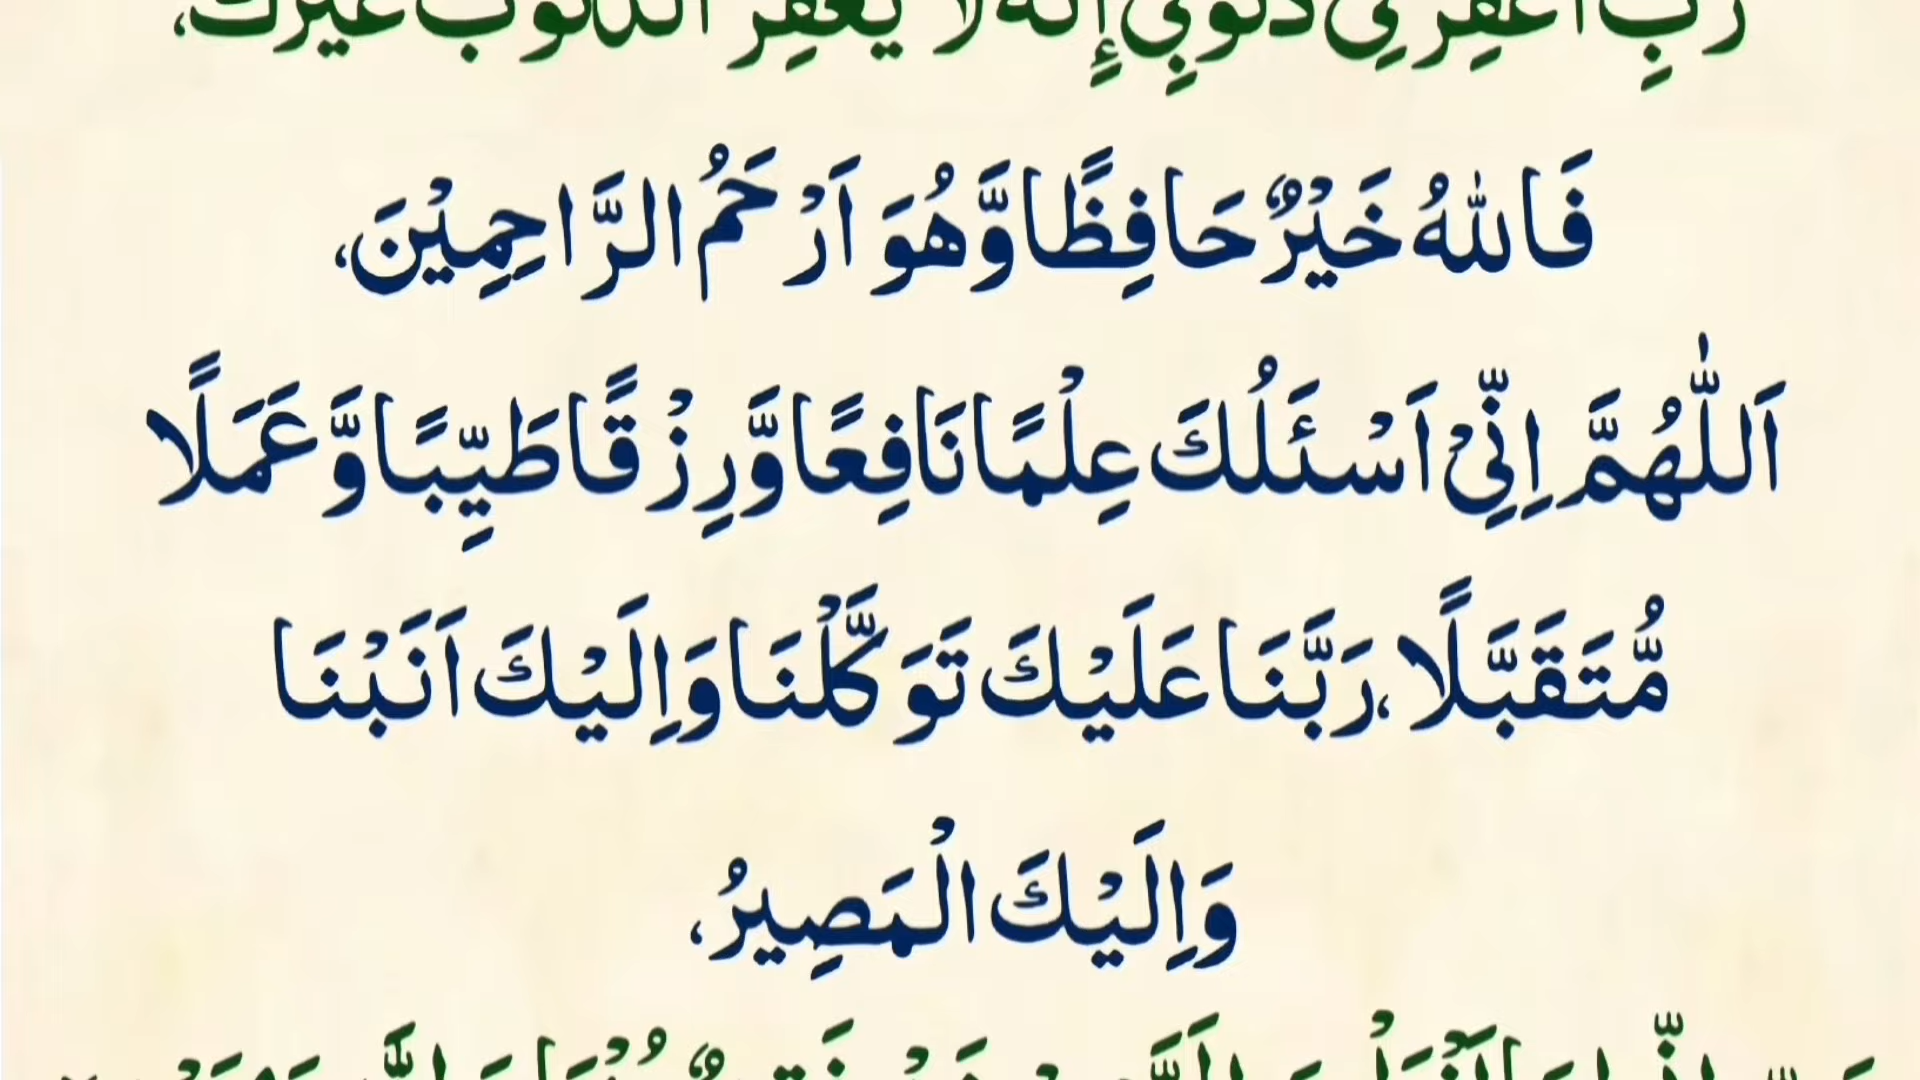 رَبِ اغْفِرْ لِى ذُنُوبِي إِنَّهُ لَا يَغْفِرُ الذُّنُوبَ غَيْرُكَ،
فَاللهُ خَيْرٌ حَافِظًا وَّهُوَ اَرْحَمُ الرَّاحِمِيْنَ،
اَللّٰهُمَّ اِنِّىْ اَسْئَلُكَ عِلْمًا نَافِعًا وَّرِزْقًا طَيِّبًا وَّعَمَلًا
مُّتَقَبَّلًا، رَبَّنَا عَلَيْكَ تَوَكَّلْنَا وَاِلَيْكَ اَنَبْنَا
وَاِلَيْكَ الْمَصِيرُ،